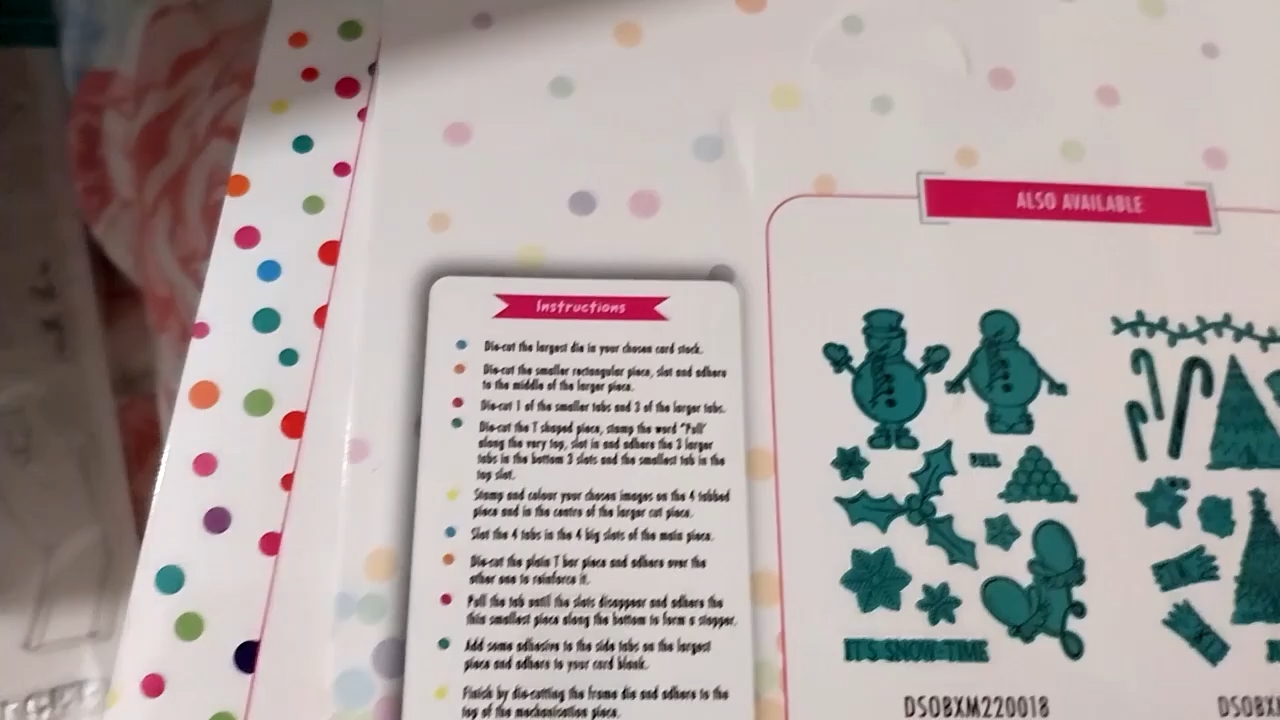 ALSO AVAILABLE
Instructions
Die-cut the largest die in your chosen card stock.
Die-cut the smaller rectangular piece, slot and adhere
to the middle of the larger piece.
Die-cut 1 of the smaller tabs and 3 of the larger tabs.
Die-cut the T shaped piece, stamp the word "Pull"
along the very top, slot in and adhere the 3 larger
tabs in the bottom 3 slots and the smallest tab in the
top slot.
Stamp and colour your chosen images on the 4 tabbed
piece and in the centre of the larger cut piece.
Slot the 4 tabs in the 4 big slots of the main piece.
Die-cut the plain T bar piece and adhere over the
other one to reinforce it.
Pull the tab until the slots disappear and adhere the
thin smallest piece along the bottom to form a stopper.
Add some adhesive to the side tabs on the largest
piece and adhere to your card blank.
Finish by die-cutting the frame die and adhere to the
top of the mechanisation piece.
PULL
IT'S SNOW-TIME
DSOBXM220018
DSOBX